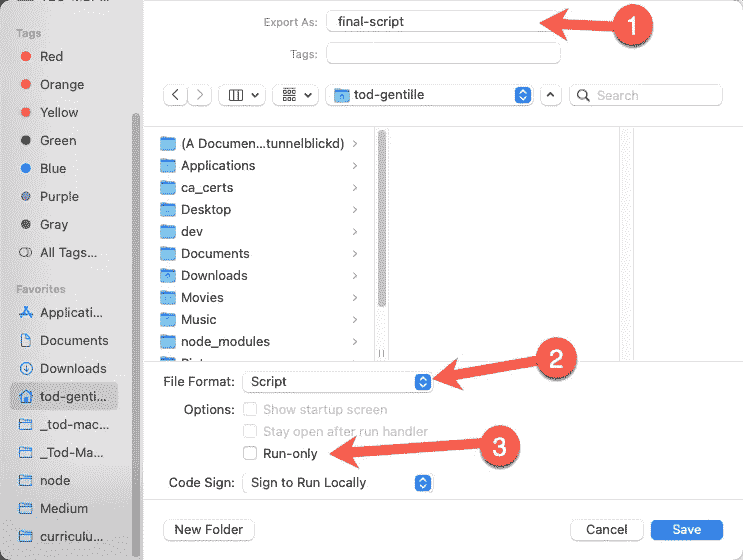 Export As: final-script
1
Tags:
tod-gentille
Search
Tags
Red
Orange
Yellow
Green
Blue
Purple
Gray
All Tags...
Favorites
Applicati...
Documents
Downloads
tod-gentill...
_tod-mac...
_Tod-Ma...
node
Medium
curriculu...
(A Documen...tunnelblickd)
Applications
ca_certs
Desktop
dev
Documents
Downloads
Movies
Music
node_modules
File Format: Script
2
Options: Show startup screen
Stay open after run handler
Run-only
3
Code Sign: Sign to Run Locally
New Folder
Cancel
Save